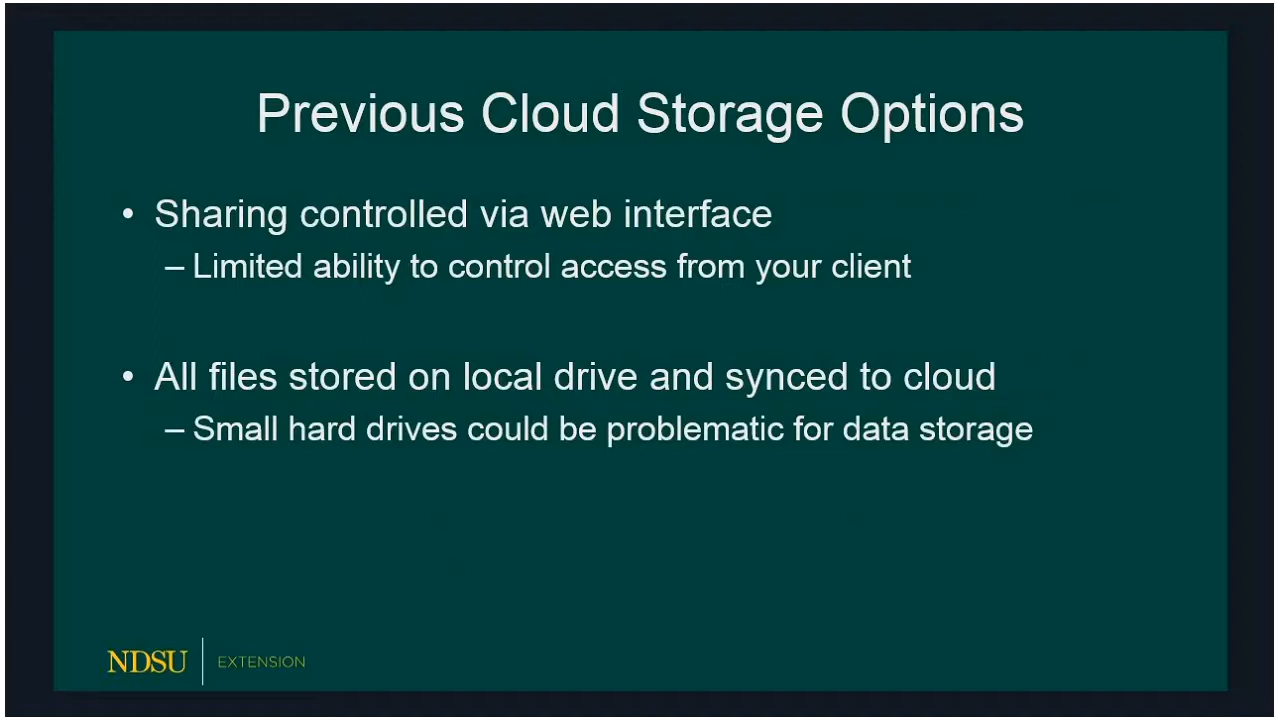 Previous Cloud Storage Options
• Sharing controlled via web interface
– Limited ability to control access from your client
• All files stored on local drive and synced to cloud
– Small hard drives could be problematic for data storage
NDSU | EXTENSION